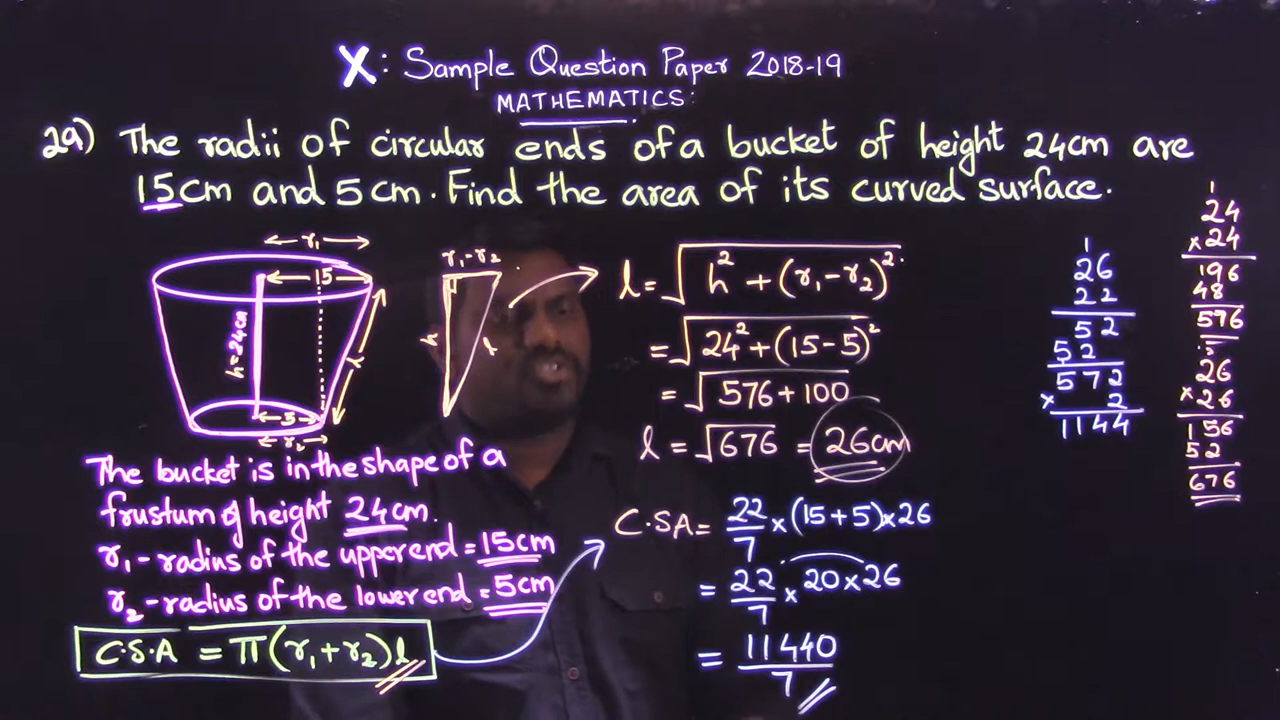 X: Sample Question Paper 2018-19
MATHEMATICS:
29) The radii of circular ends of a bucket of height 24cm are
15cm and 5cm. Find the area of its curved surface.
r₁
15
h=24cm
l
5
r₂
r₁-r₂
h
l
l = √h² + (r₁-r₂)²
= √24² + (15-5)²
= √576+100
l = √676 = 26cm
The bucket is in the shape of a
frustum of height 24cm.
r₁-radius of the upper end = 15cm
r₂-radius of the lower end = 5cm
C.S.A = π(r₁+r₂)l
C.S.A = 22/7 × (15+5)×26
= 22/7 × 20×26
= 11440/7
1
26
22
52
52
572
× 2
1144
1
24
×24
196
48
576
26
×26
156
52
676